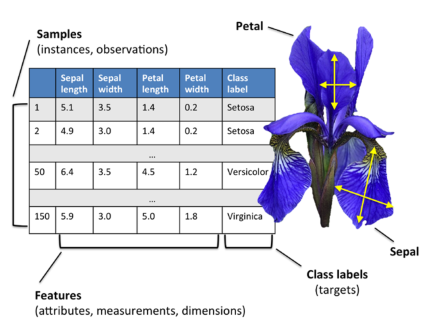 Petal
Samples
(instances, observations)
Sepal length Sepal width Petal length Petal width Class label
1 5.1 3.5 1.4 0.2 Setosa
2 4.9 3.0 1.4 0.2 Setosa
...
50 6.4 3.5 4.5 1.2 Versicolor
...
150 5.9 3.0 5.0 1.8 Virginica
Sepal
Class labels
(targets)
Features
(attributes, measurements, dimensions)